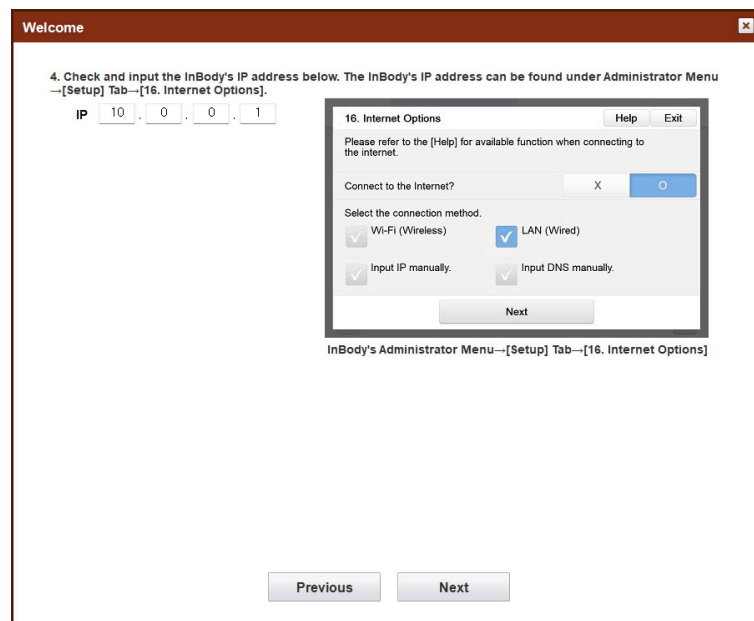 Welcome
4. Check and input the InBody's IP address below. The InBody's IP address can be found under Administrator Menu
→[Setup] Tab→[16. Internet Options].
IP 10 . 0 . 0 . 1
16. Internet Options Help Exit
Please refer to the [Help] for available function when connecting to
the internet.
Connect to the Internet? X O
Select the connection method.
Wi-Fi (Wireless) LAN (Wired)
Input IP manually. Input DNS manually.
Next
InBody's Administrator Menu→[Setup] Tab→[16. Internet Options]
Previous Next